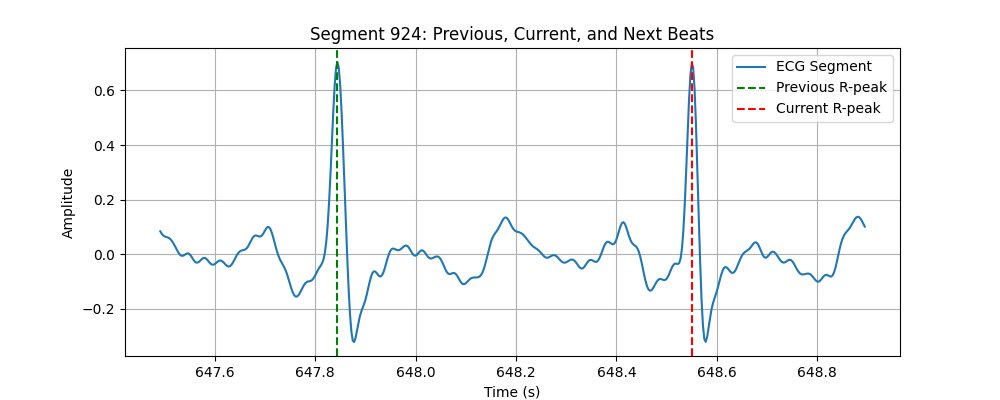 Segment 924: Previous, Current, and Next Beats
ECG Segment
Previous R-peak
Current R-peak
Amplitude
0.6
0.4
0.2
0.0
−0.2
647.6 647.8 648.0 648.2 648.4 648.6 648.8
Time (s)